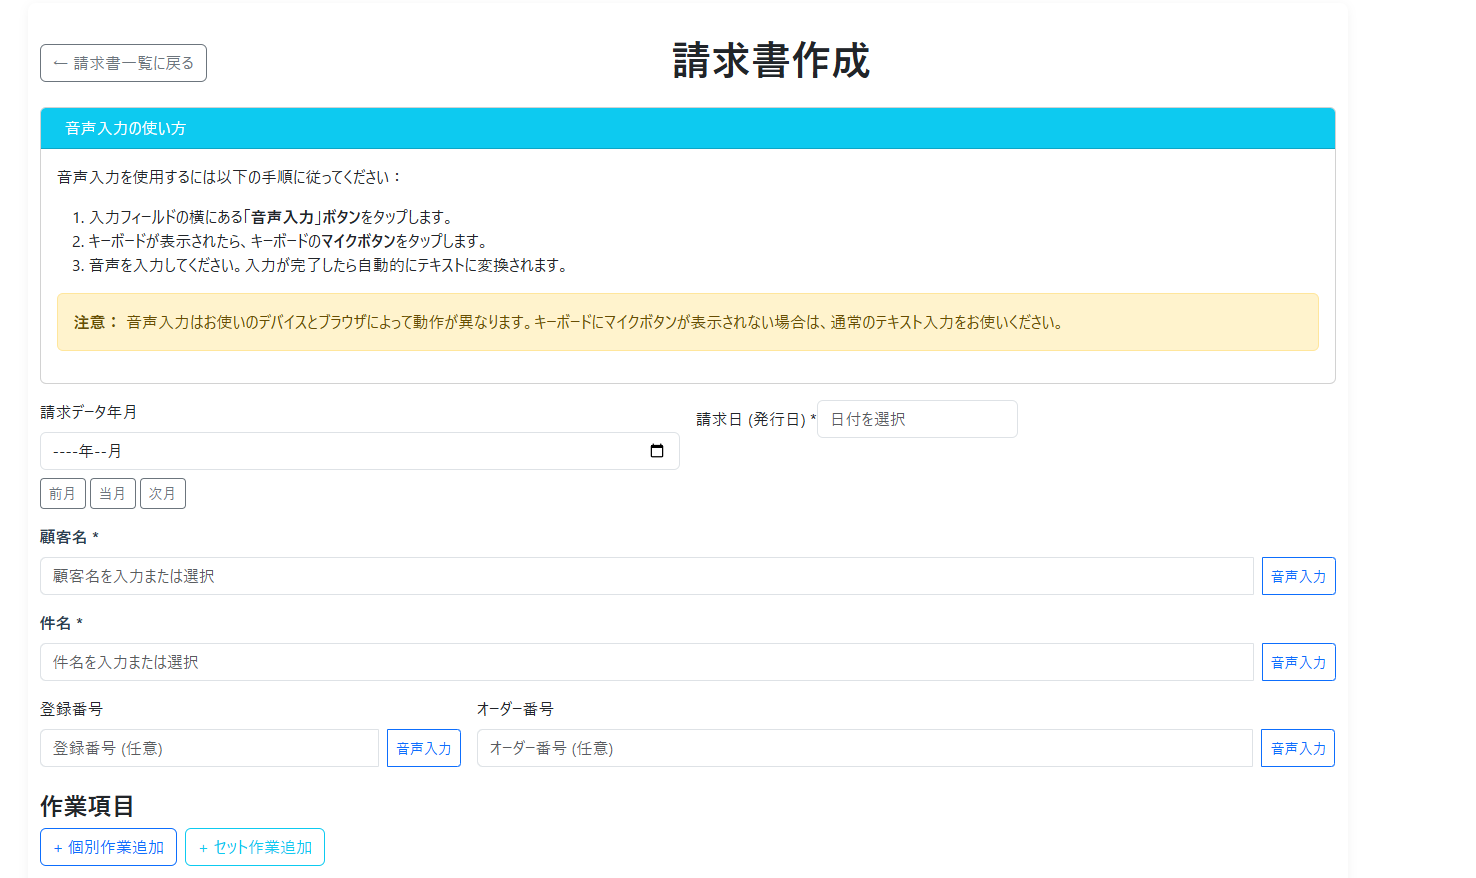 ← 請求書一覧に戻る
請求書作成
音声入力の使い方
音声入力を使用するには以下の手順に従ってください：
1. 入力フィールドの横にある「音声入力」ボタンをタップします。
2. キーボードが表示されたら、キーボードのマイクボタンをタップします。
3. 音声を入力してください。入力が完了したら自動的にテキストに変換されます。
注意： 音声入力はお使いのデバイスとブラウザによって動作が異なります。キーボードにマイクボタンが表示されない場合は、通常のテキスト入力をお使いください。
請求データ年月
----年--月
前月 当月 次月
請求日 (発行日) * 日付を選択
顧客名 *
顧客名を入力または選択 音声入力
件名 *
件名を入力または選択 音声入力
登録番号 オーダー番号
登録番号 (任意) 音声入力 オーダー番号 (任意) 音声入力
作業項目
+ 個別作業追加 + セット作業追加